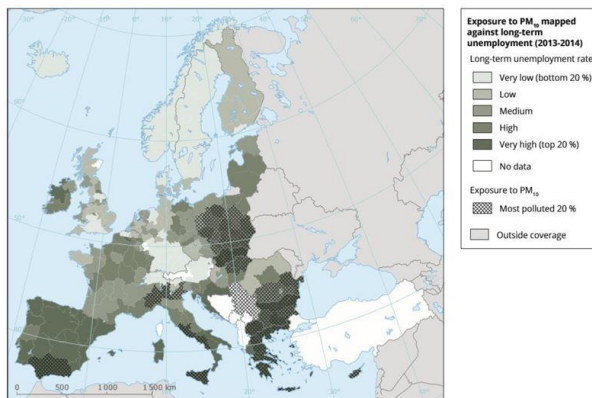 Exposure to PM₁₀ mapped
against long-term
unemployment (2013-2014)
Long-term unemployment rate
Very low (bottom 20 %)
Low
Medium
High
Very high (top 20 %)
No data
Exposure to PM₁₀
Most polluted 20 %
Outside coverage
0 500 1 000 1 500 km